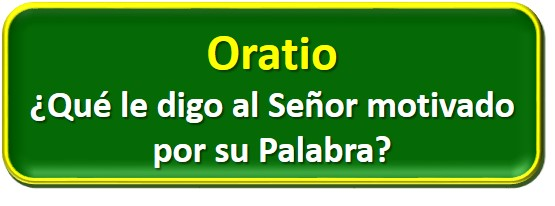 Oratio
¿Qué le digo al Señor motivado
por su Palabra?